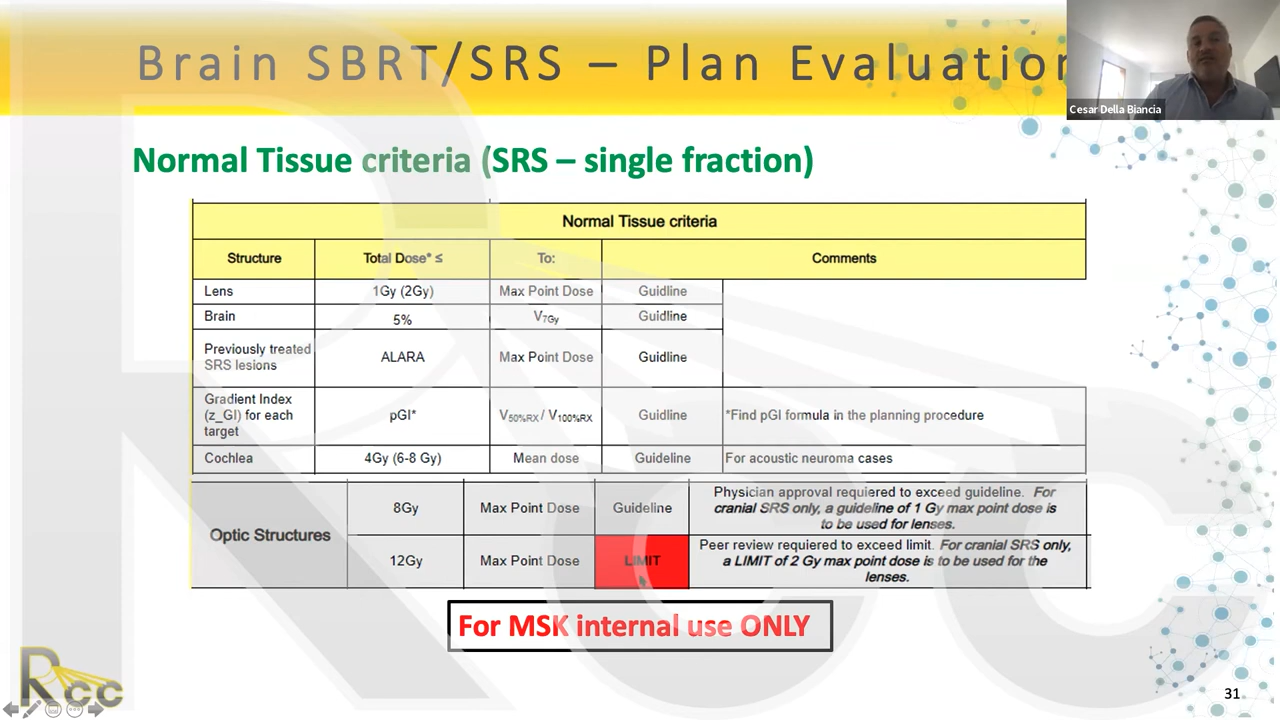 Brain SBRT/SRS – Plan Evaluation
Cesar Della Biancia
Normal Tissue criteria (SRS – single fraction)
Normal Tissue criteria
Structure Total Dose* ≤ To: Comments
Lens 1Gy (2Gy) Max Point Dose Guidline
Brain 5% V7Gy Guidline
Previously treated
SRS lesions ALARA Max Point Dose Guidline
Gradient Index
(z_GI) for each
target pGI* V50%RX / V100%RX Guidline *Find pGI formula in the planning procedure
Cochlea 4Gy (6-8 Gy) Mean dose Guideline For acoustic neuroma cases
Optic Structures
8Gy Max Point Dose Guideline Physician approval requiered to exceed guideline. For
cranial SRS only, a guideline of 1 Gy max point dose is
to be used for lenses.
12Gy Max Point Dose LIMIT Peer review requiered to exceed limit. For cranial SRS only,
a LIMIT of 2 Gy max point dose is to be used for the
lenses.
For MSK internal use ONLY
Rcc
31